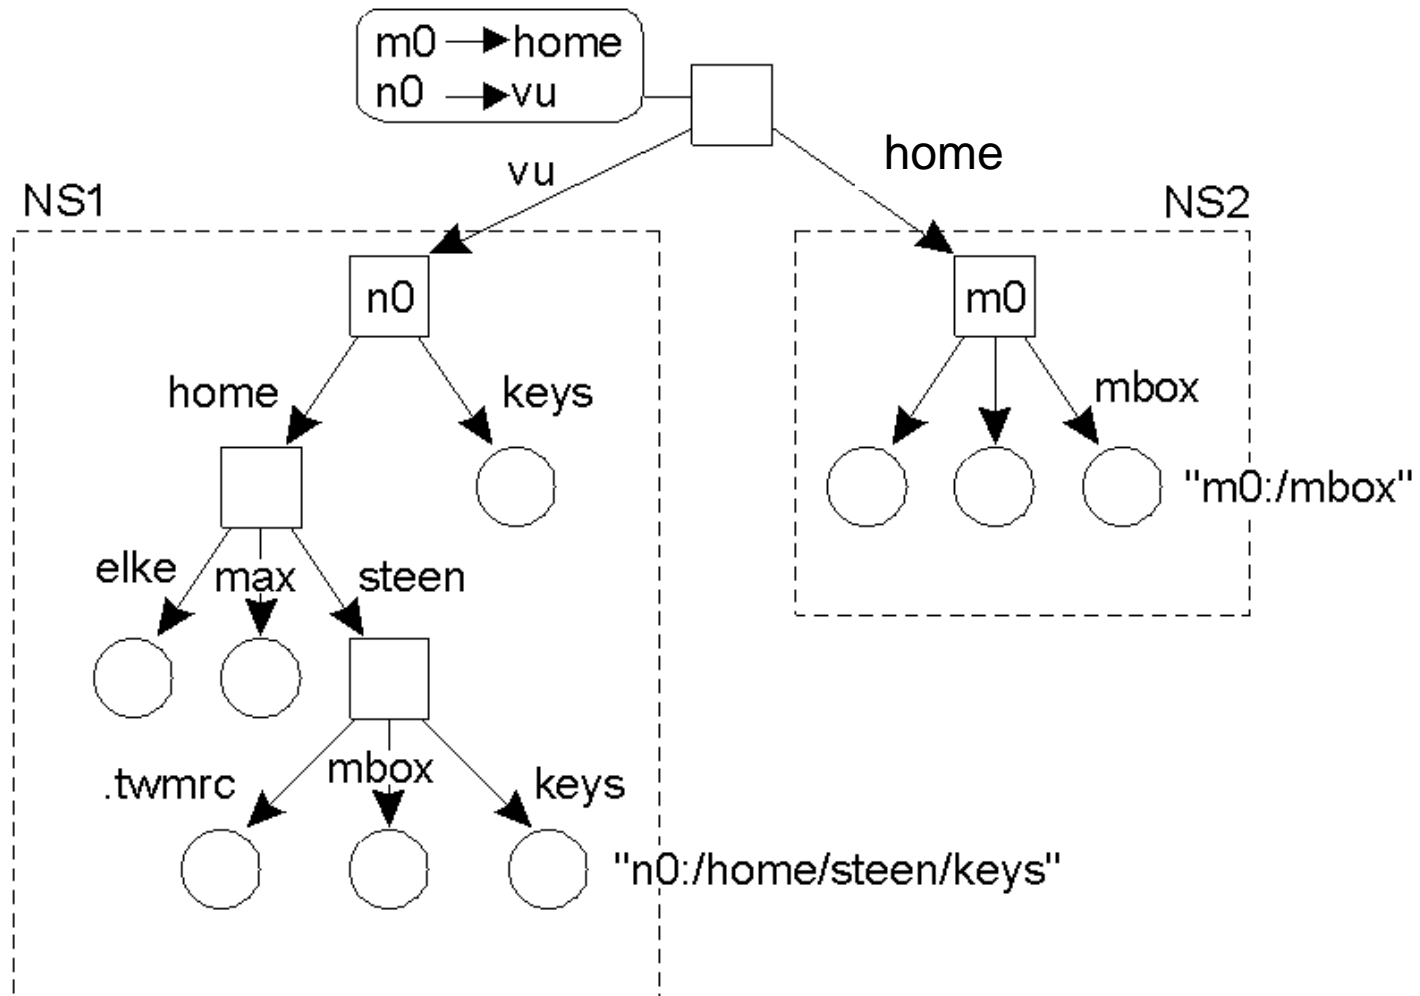 m0 → home
n0 → vu
vu
home
NS1
NS2
n0
m0
home
keys
mbox
"m0:/mbox"
elke
max
steen
.twmrc
mbox
keys
"n0:/home/steen/keys"